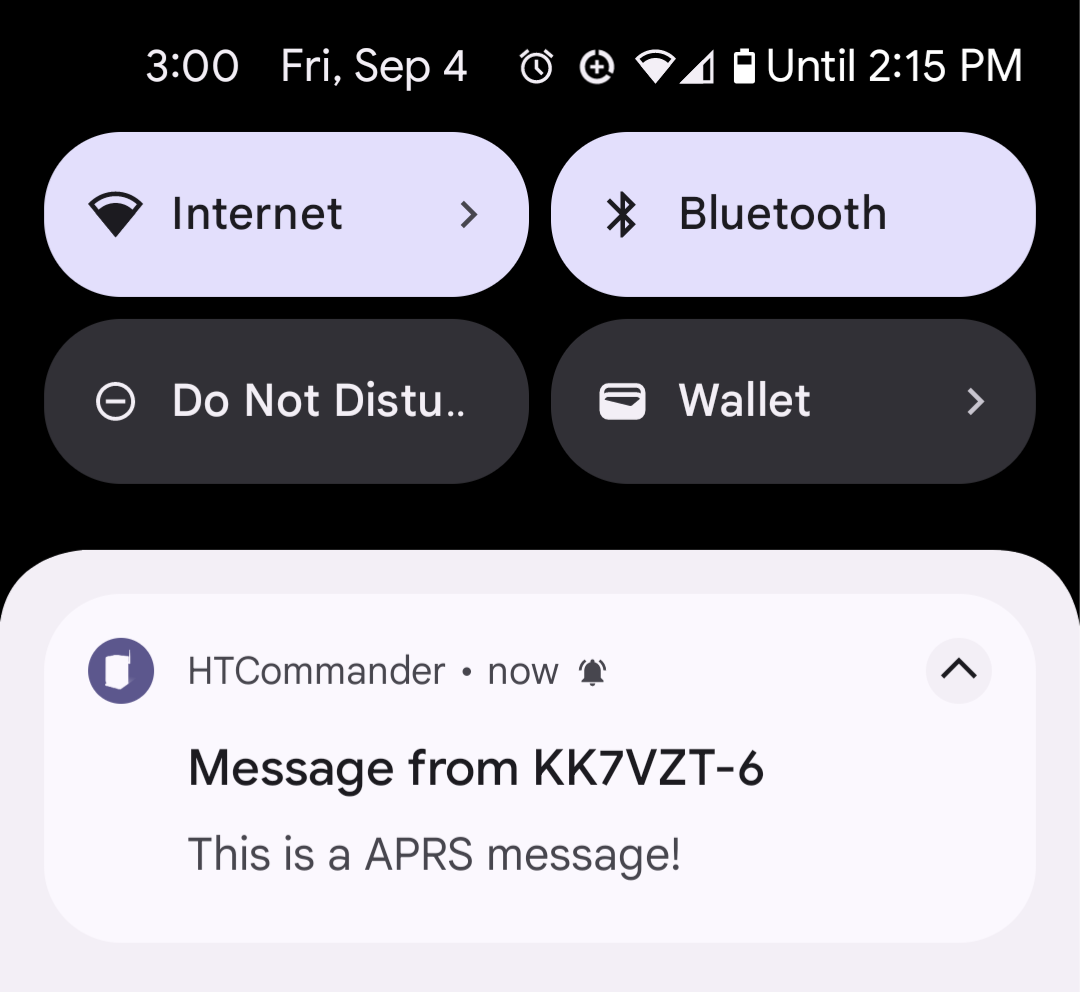 3:00 Fri, Sep 4 Until 2:15 PM
Internet
Bluetooth
Do Not Distu..
Wallet
HTCommander • now
Message from KK7VZT-6
This is a APRS message!